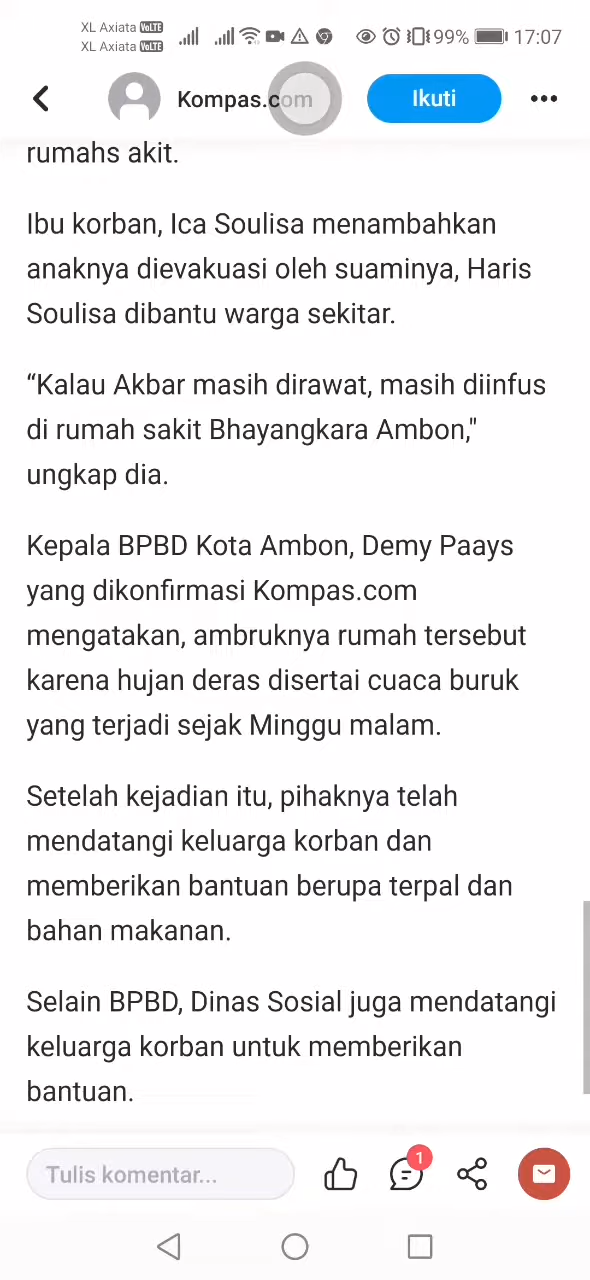 XL Axiata VoLTE
XL Axiata VoLTE
99% 17:07
Kompas.com
Ikuti
rumahs akit.
Ibu korban, Ica Soulisa menambahkan
anaknya dievakuasi oleh suaminya, Haris
Soulisa dibantu warga sekitar.
“Kalau Akbar masih dirawat, masih diinfus
di rumah sakit Bhayangkara Ambon,"
ungkap dia.
Kepala BPBD Kota Ambon, Demy Paays
yang dikonfirmasi Kompas.com
mengatakan, ambruknya rumah tersebut
karena hujan deras disertai cuaca buruk
yang terjadi sejak Minggu malam.
Setelah kejadian itu, pihaknya telah
mendatangi keluarga korban dan
memberikan bantuan berupa terpal dan
bahan makanan.
Selain BPBD, Dinas Sosial juga mendatangi
keluarga korban untuk memberikan
bantuan.
Tulis komentar...
1